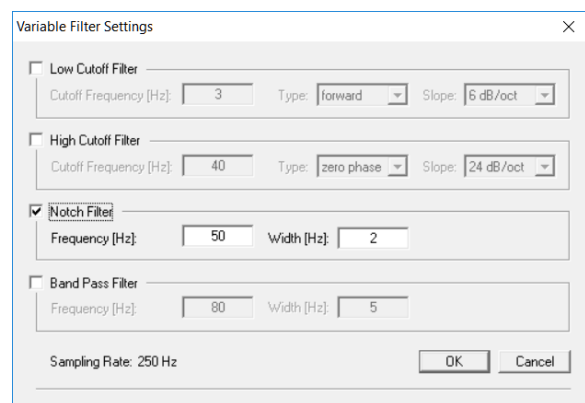 Variable Filter Settings
Low Cutoff Filter
Cutoff Frequency [Hz]: 3 Type: forward Slope: 6 dB/oct
High Cutoff Filter
Cutoff Frequency [Hz]: 40 Type: zero phase Slope: 24 dB/oct
Notch Filter
Frequency [Hz]: 50 Width [Hz]: 2
Band Pass Filter
Frequency [Hz]: 80 Width [Hz]: 5
Sampling Rate: 250 Hz OK Cancel